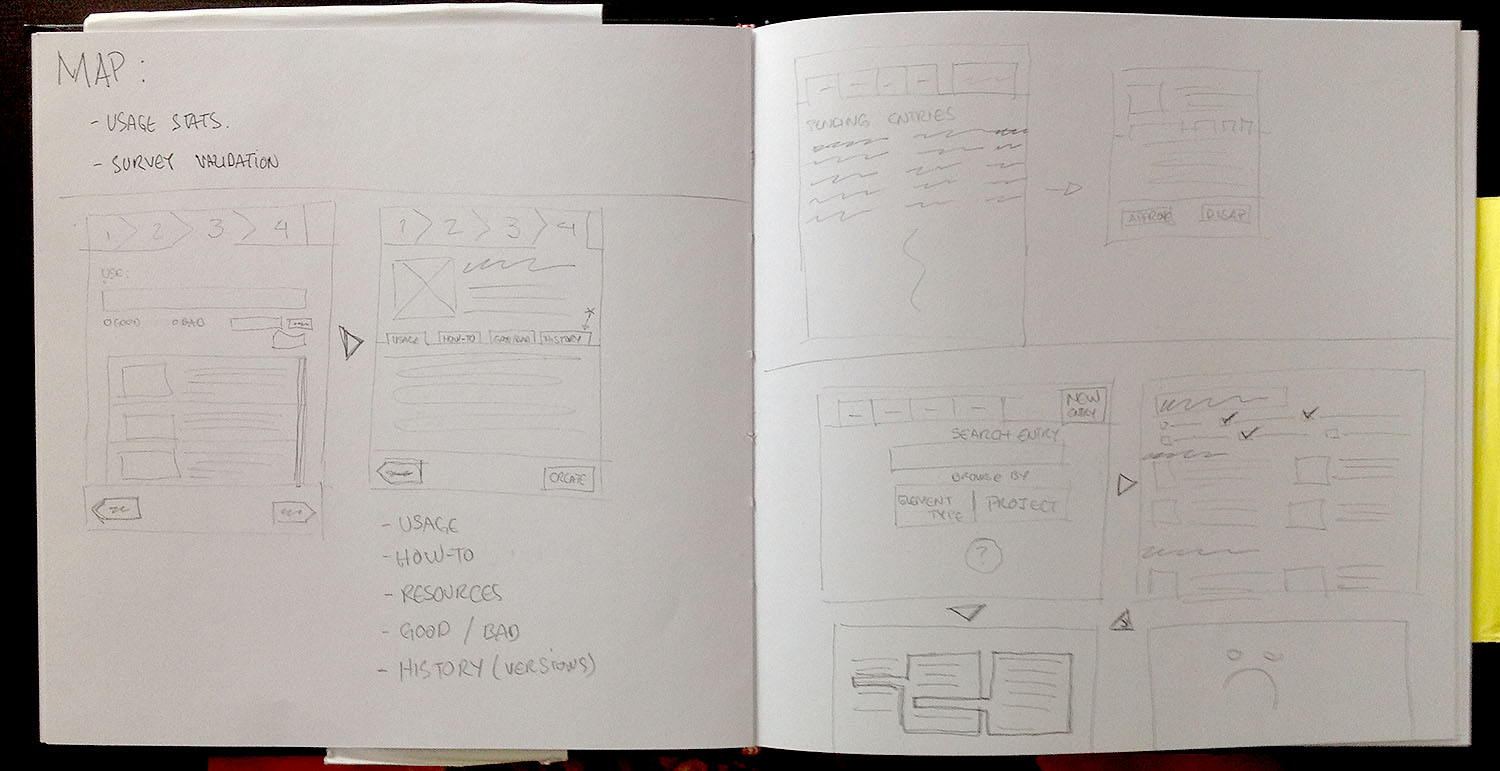 MAP:
- USAGE STATS.
- SURVEY VALIDATION
1 2 3 4
USE:
GOOD BAD
1 2 3 4
USAGE HOW-TO GOOD/BAD HISTORY
CREATE
- USAGE
- HOW-TO
- RESOURCES
- GOOD / BAD
- HISTORY (VERSIONS)
PENDING ENTRIES
APPROVE DISAP
NEW ENTRY
SEARCH ENTRY
BROWSE BY
ELEMENT TYPE | PROJECT
?